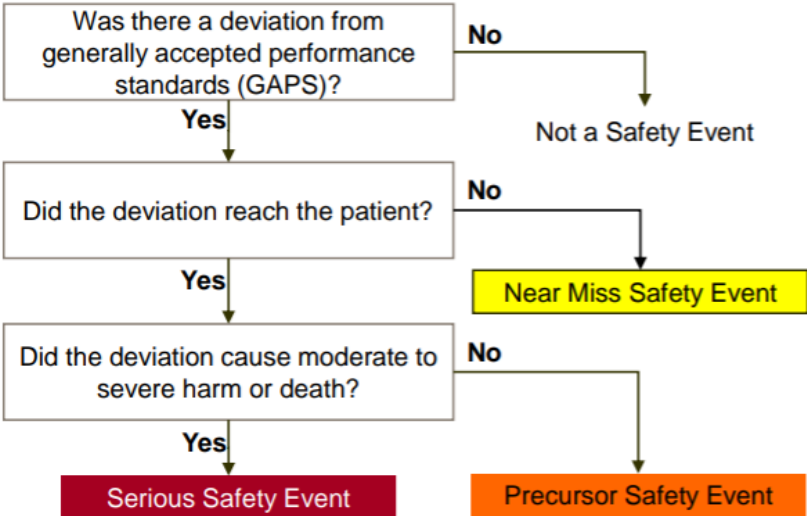 Was there a deviation from
generally accepted performance
standards (GAPS)?
No
Yes
Not a Safety Event
Did the deviation reach the patient?
No
Yes
Near Miss Safety Event
Did the deviation cause moderate to
severe harm or death?
No
Yes
Serious Safety Event
Precursor Safety Event